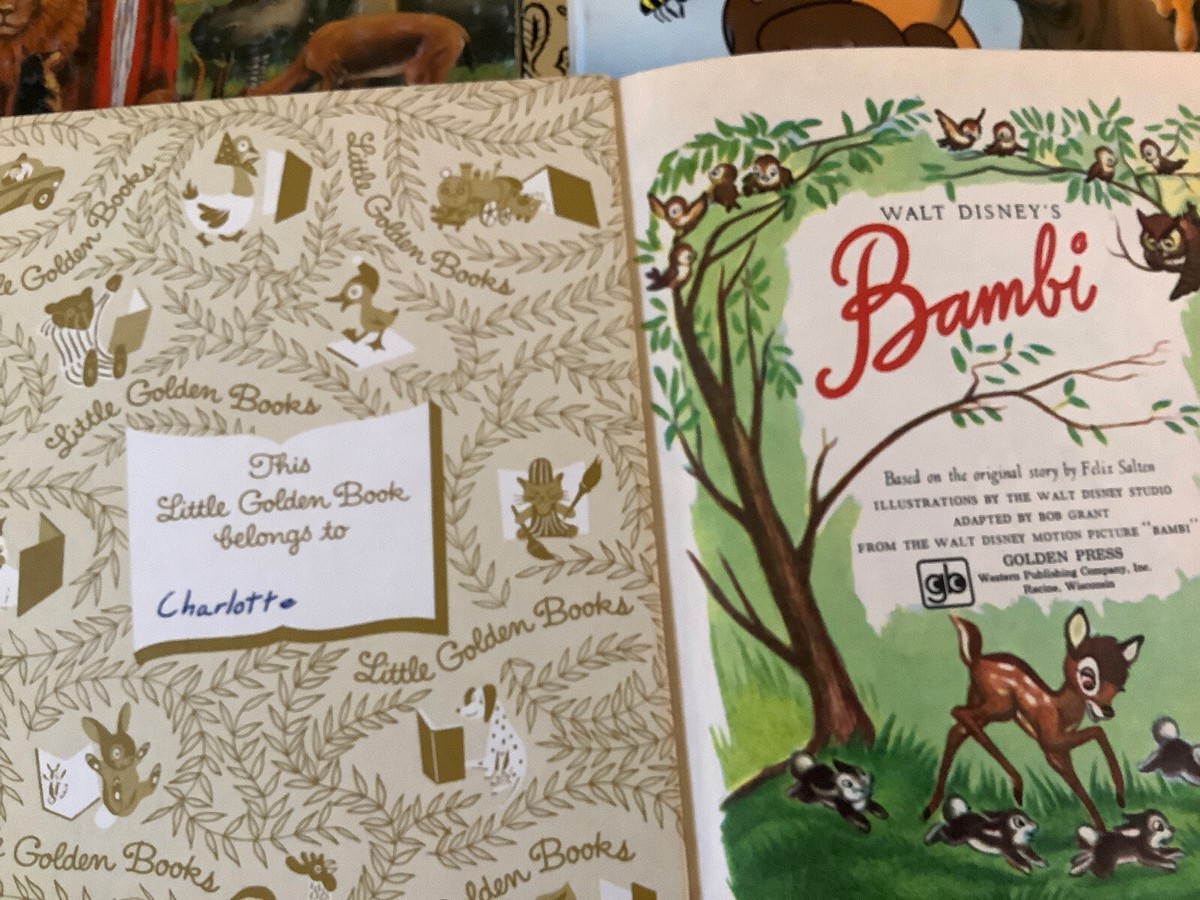 Little Golden Books
Little Golden Books
Little Golden Books
This
Little Golden Book
belongs to
Charlotte
Little Golden Books
Golden Books
Books
WALT DISNEY'S
Bambi
Based on the original story by Felix Salten
ILLUSTRATIONS BY THE WALT DISNEY STUDIO
ADAPTED BY BOB GRANT
FROM THE WALT DISNEY MOTION PICTURE "BAMBI"
gb
GOLDEN PRESS
Western Publishing Company, Inc.
Racine, Wisconsin